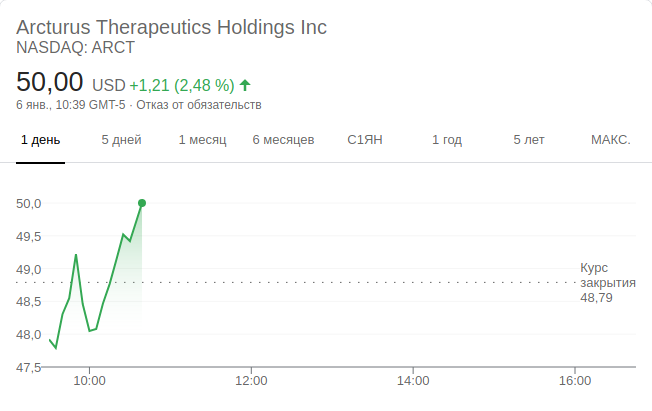 Arcturus Therapeutics Holdings Inc
NASDAQ: ARCT
50,00 USD +1,21 (2,48 %)
6 янв., 10:39 GMT-5 · Отказ от обязательств
1 день 5 дней 1 месяц 6 месяцев С1ЯН 1 год 5 лет МАКС.
50,0
49,5
49,0
48,5
48,0
47,5
Курс
закрытия
48,79
10:00 12:00 14:00 16:00